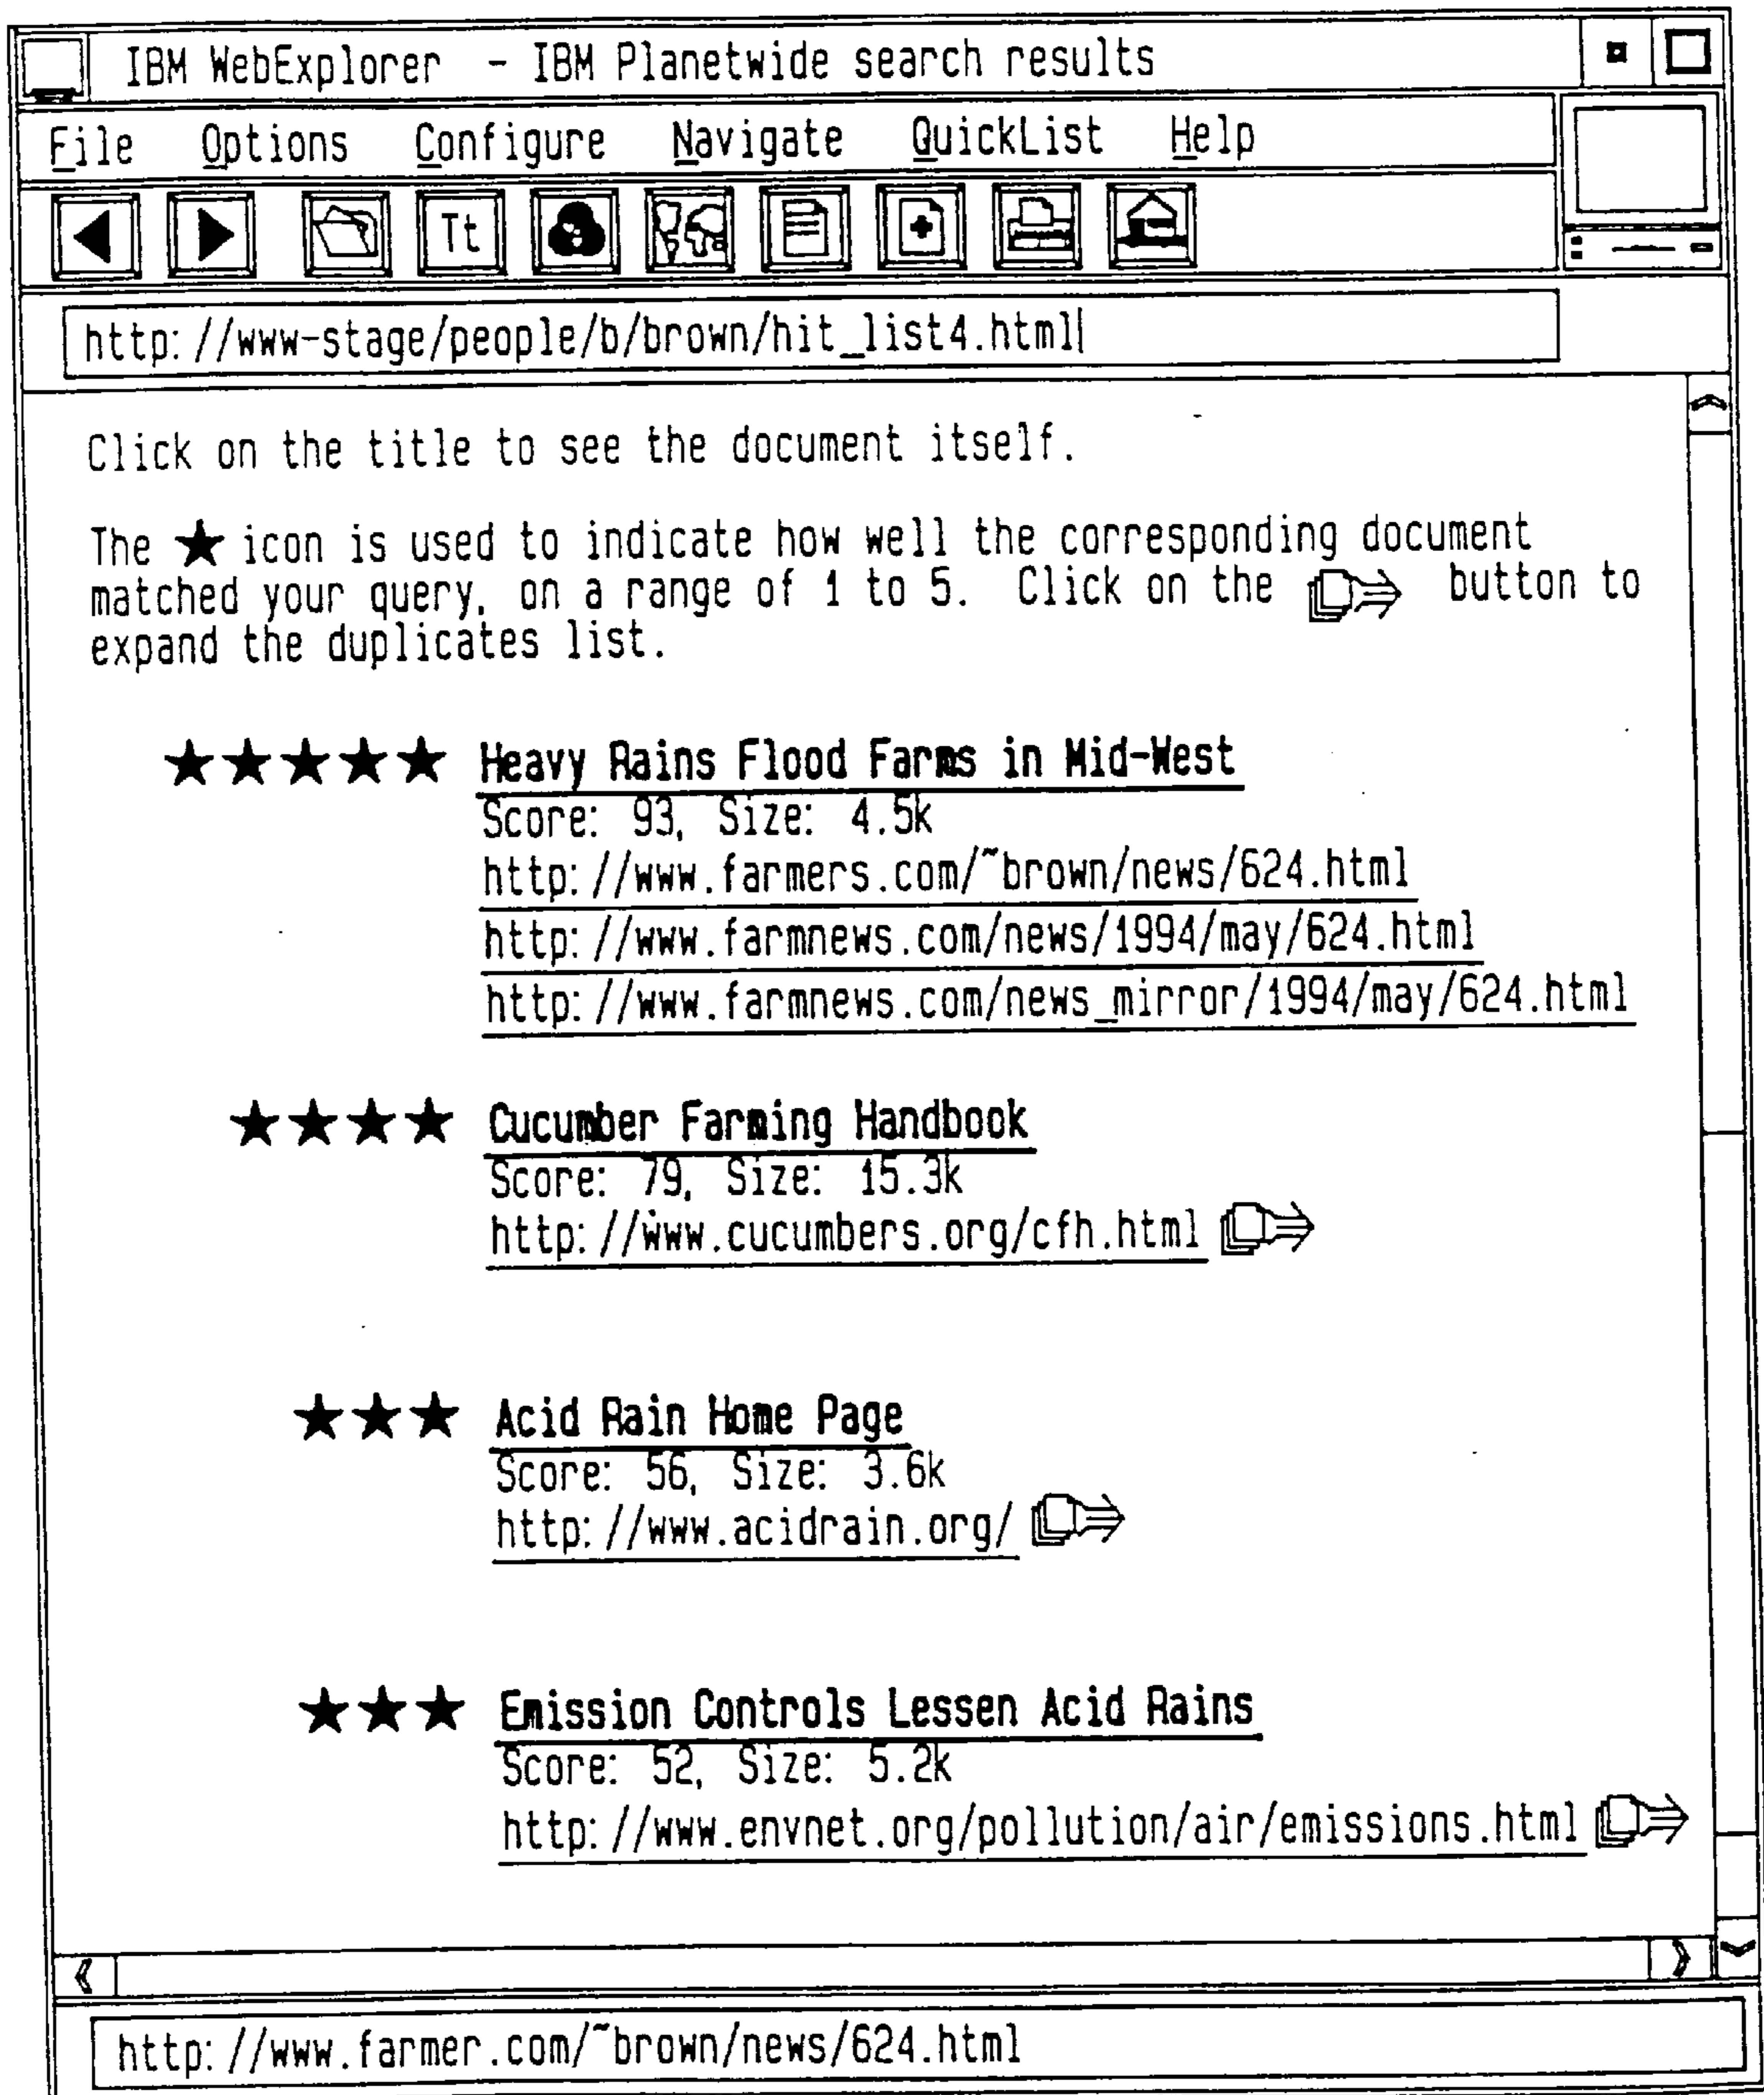 IBM WebExplorer - IBM Planetwide search results
File Options Configure Navigate QuickList Help
Tt
http://www-stage/people/b/brown/hit_list4.html
Click on the title to see the document itself.
The ★ icon is used to indicate how well the corresponding document
matched your query, on a range of 1 to 5. Click on the button to
expand the duplicates list.
★★★★★ Heavy Rains Flood Farms in Mid-West
Score: 93, Size: 4.5k
http://www.farmers.com/~brown/news/624.html
http://www.farmnews.com/news/1994/may/624.html
http://www.farmnews.com/news_mirror/1994/may/624.html
★★★★ Cucumber Farming Handbook
Score: 79, Size: 15.3k
http://www.cucumbers.org/cfh.html
★★★ Acid Rain Home Page
Score: 56, Size: 3.6k
http://www.acidrain.org/
★★★ Emission Controls Lessen Acid Rains
Score: 52, Size: 5.2k
http://www.envnet.org/pollution/air/emissions.html
http://www.farmer.com/~brown/news/624.html